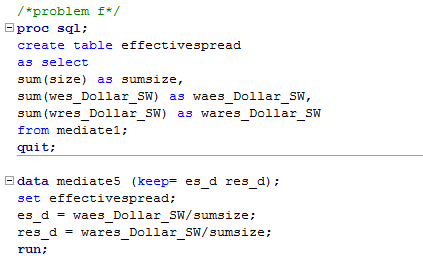 /*problem f*/
proc sql;
create table effectivespread
as select
sum(size) as sumsize,
sum(wes_Dollar_SW) as waes_Dollar_SW,
sum(wres_Dollar_SW) as wares_Dollar_SW
from mediate1;
quit;
data mediate5 (keep= es_d res_d);
set effectivespread;
es_d = waes_Dollar_SW/sumsize;
res_d = wares_Dollar_SW/sumsize;
run;